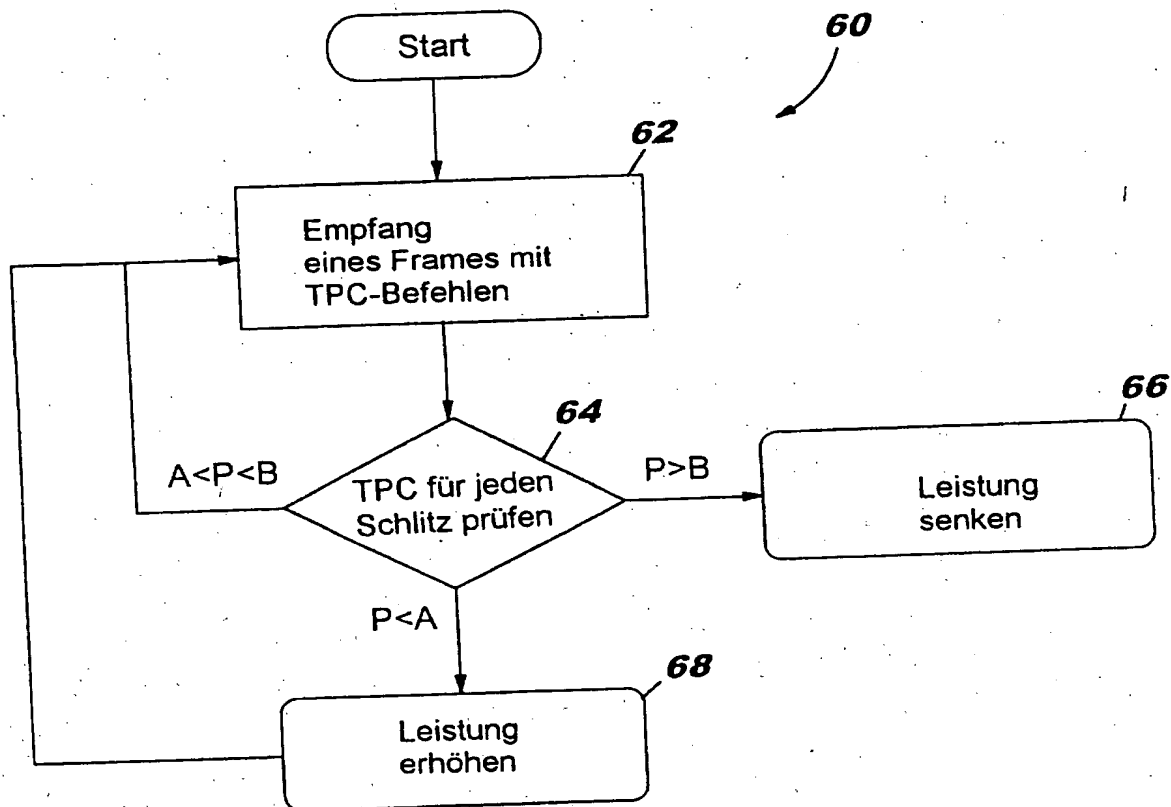 Start
60
62
Empfang
eines Frames mit
TPC-Befehlen
64
A<P<B
TPC für jeden
Schlitz prüfen
P>B
66
Leistung
senken
P<A
68
Leistung
erhöhen